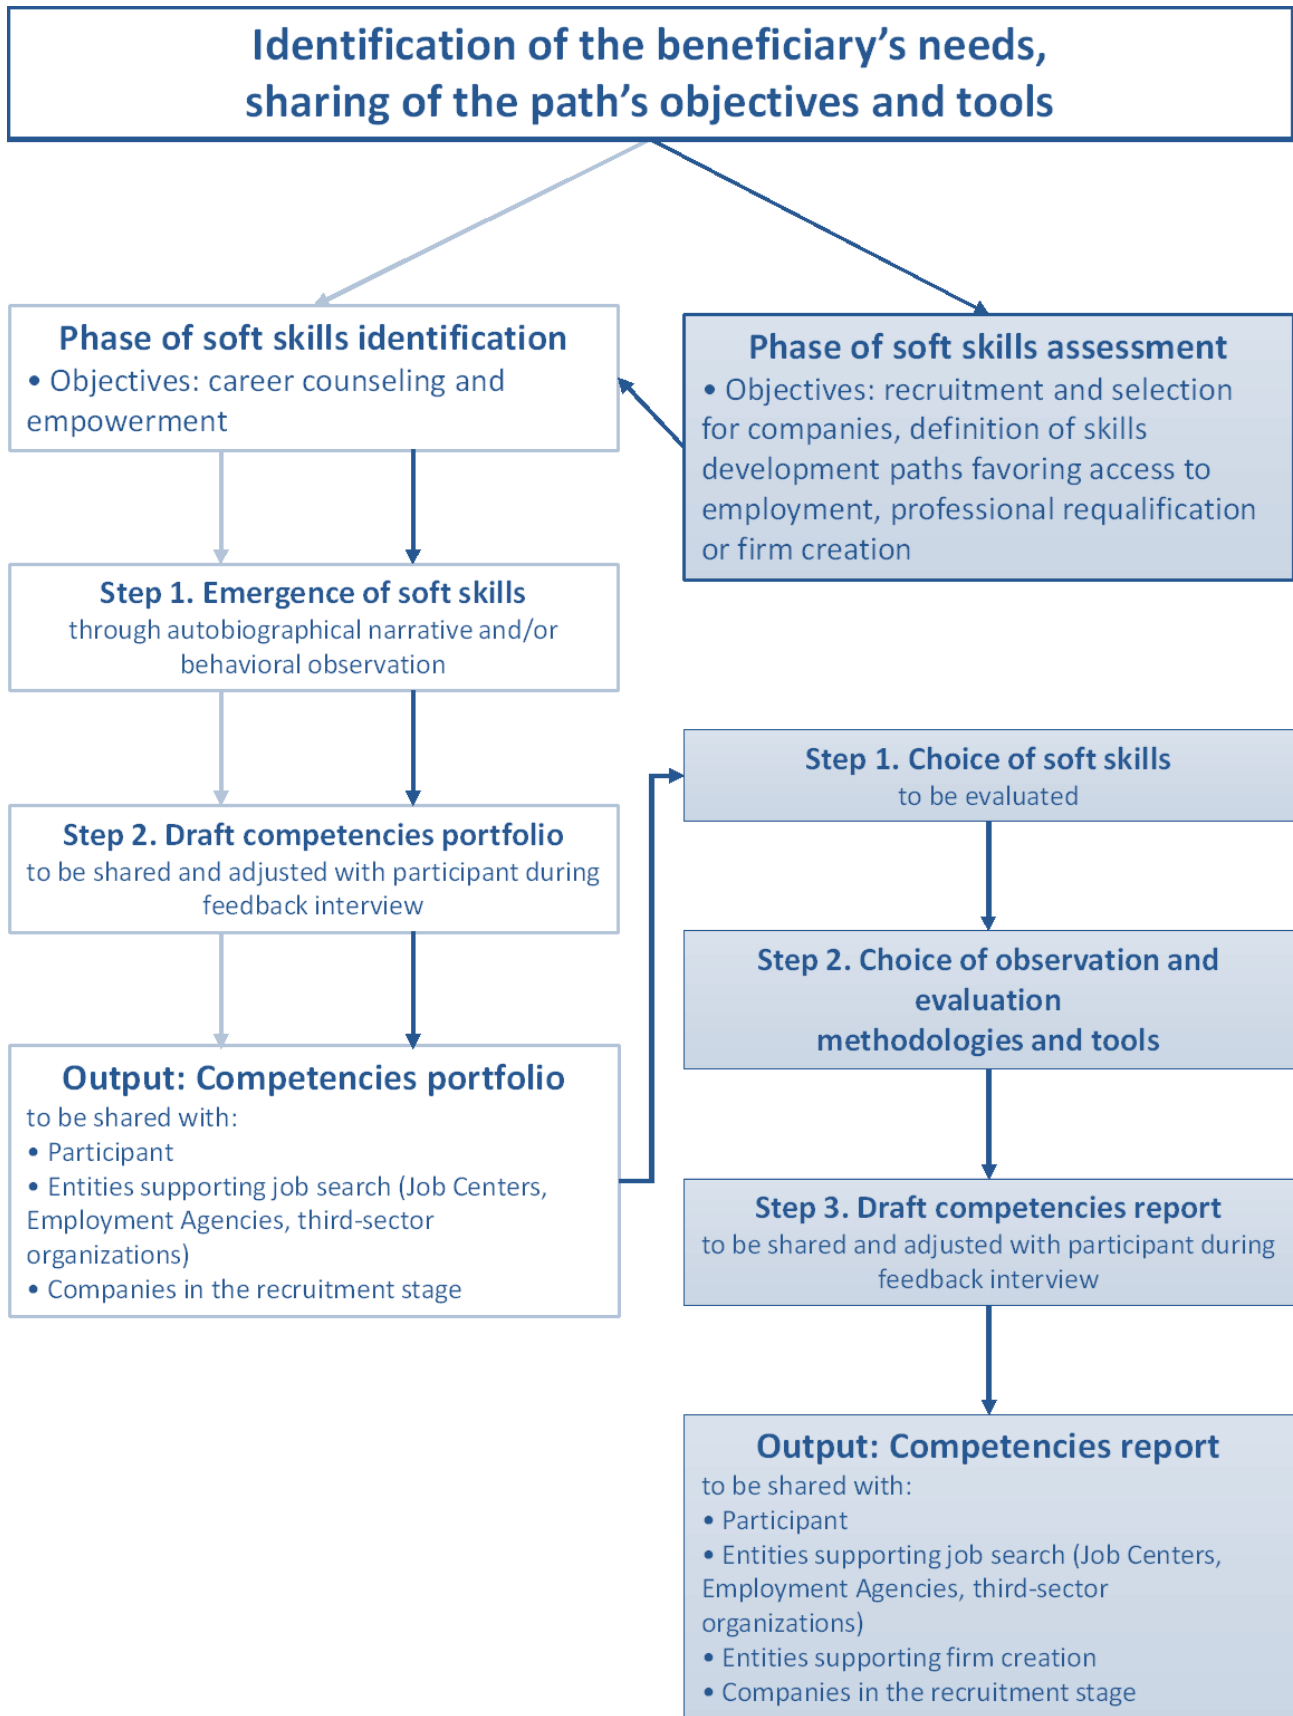 Identification of the beneficiary’s needs,
sharing of the path’s objectives and tools
Phase of soft skills identification
• Objectives: career counseling and
empowerment
Phase of soft skills assessment
• Objectives: recruitment and selection
for companies, definition of skills
development paths favoring access to
employment, professional requalification
or firm creation
Step 1. Emergence of soft skills
through autobiographical narrative and/or
behavioral observation
Step 2. Draft competencies portfolio
to be shared and adjusted with participant during
feedback interview
Output: Competencies portfolio
to be shared with:
• Participant
• Entities supporting job search (Job Centers,
Employment Agencies, third-sector
organizations)
• Companies in the recruitment stage
Step 1. Choice of soft skills
to be evaluated
Step 2. Choice of observation and
evaluation
methodologies and tools
Step 3. Draft competencies report
to be shared and adjusted with participant during
feedback interview
Output: Competencies report
to be shared with:
• Participant
• Entities supporting job search (Job Centers,
Employment Agencies, third-sector
organizations)
• Entities supporting firm creation
• Companies in the recruitment stage